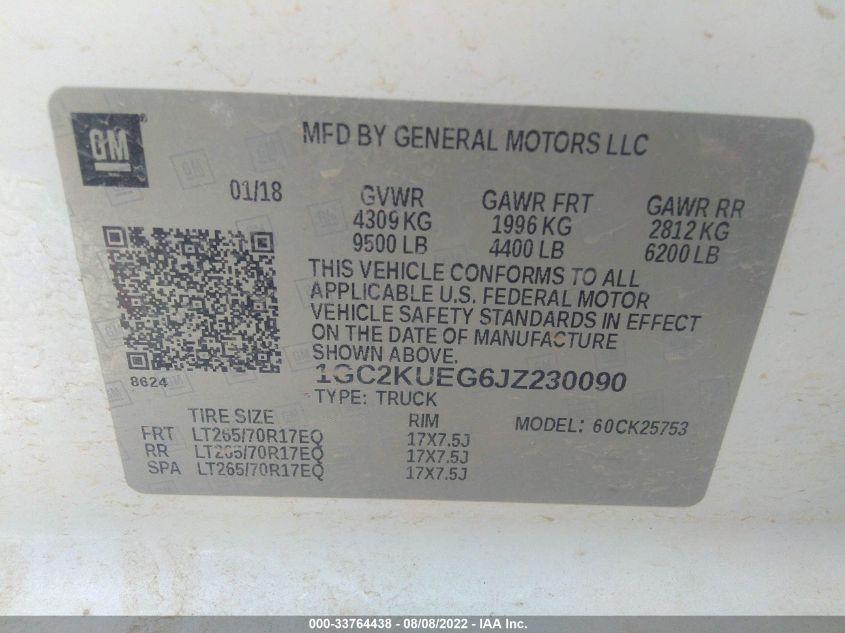 GM
MFD BY GENERAL MOTORS LLC
01/18 GVWR GAWR FRT GAWR RR
4309 KG 1996 KG 2812 KG
9500 LB 4400 LB 6200 LB
THIS VEHICLE CONFORMS TO ALL
APPLICABLE U.S. FEDERAL MOTOR
VEHICLE SAFETY STANDARDS IN EFFECT
ON THE DATE OF MANUFACTURE
SHOWN ABOVE.
8624 1GC2KUEG6JZ230090
TYPE: TRUCK
TIRE SIZE RIM MODEL: 60CK25753
FRT LT265/70R17EQ 17X7.5J
RR LT265/70R17EQ 17X7.5J
SPA LT265/70R17EQ 17X7.5J
000-33764438 - 08/08/2022 - IAA Inc.